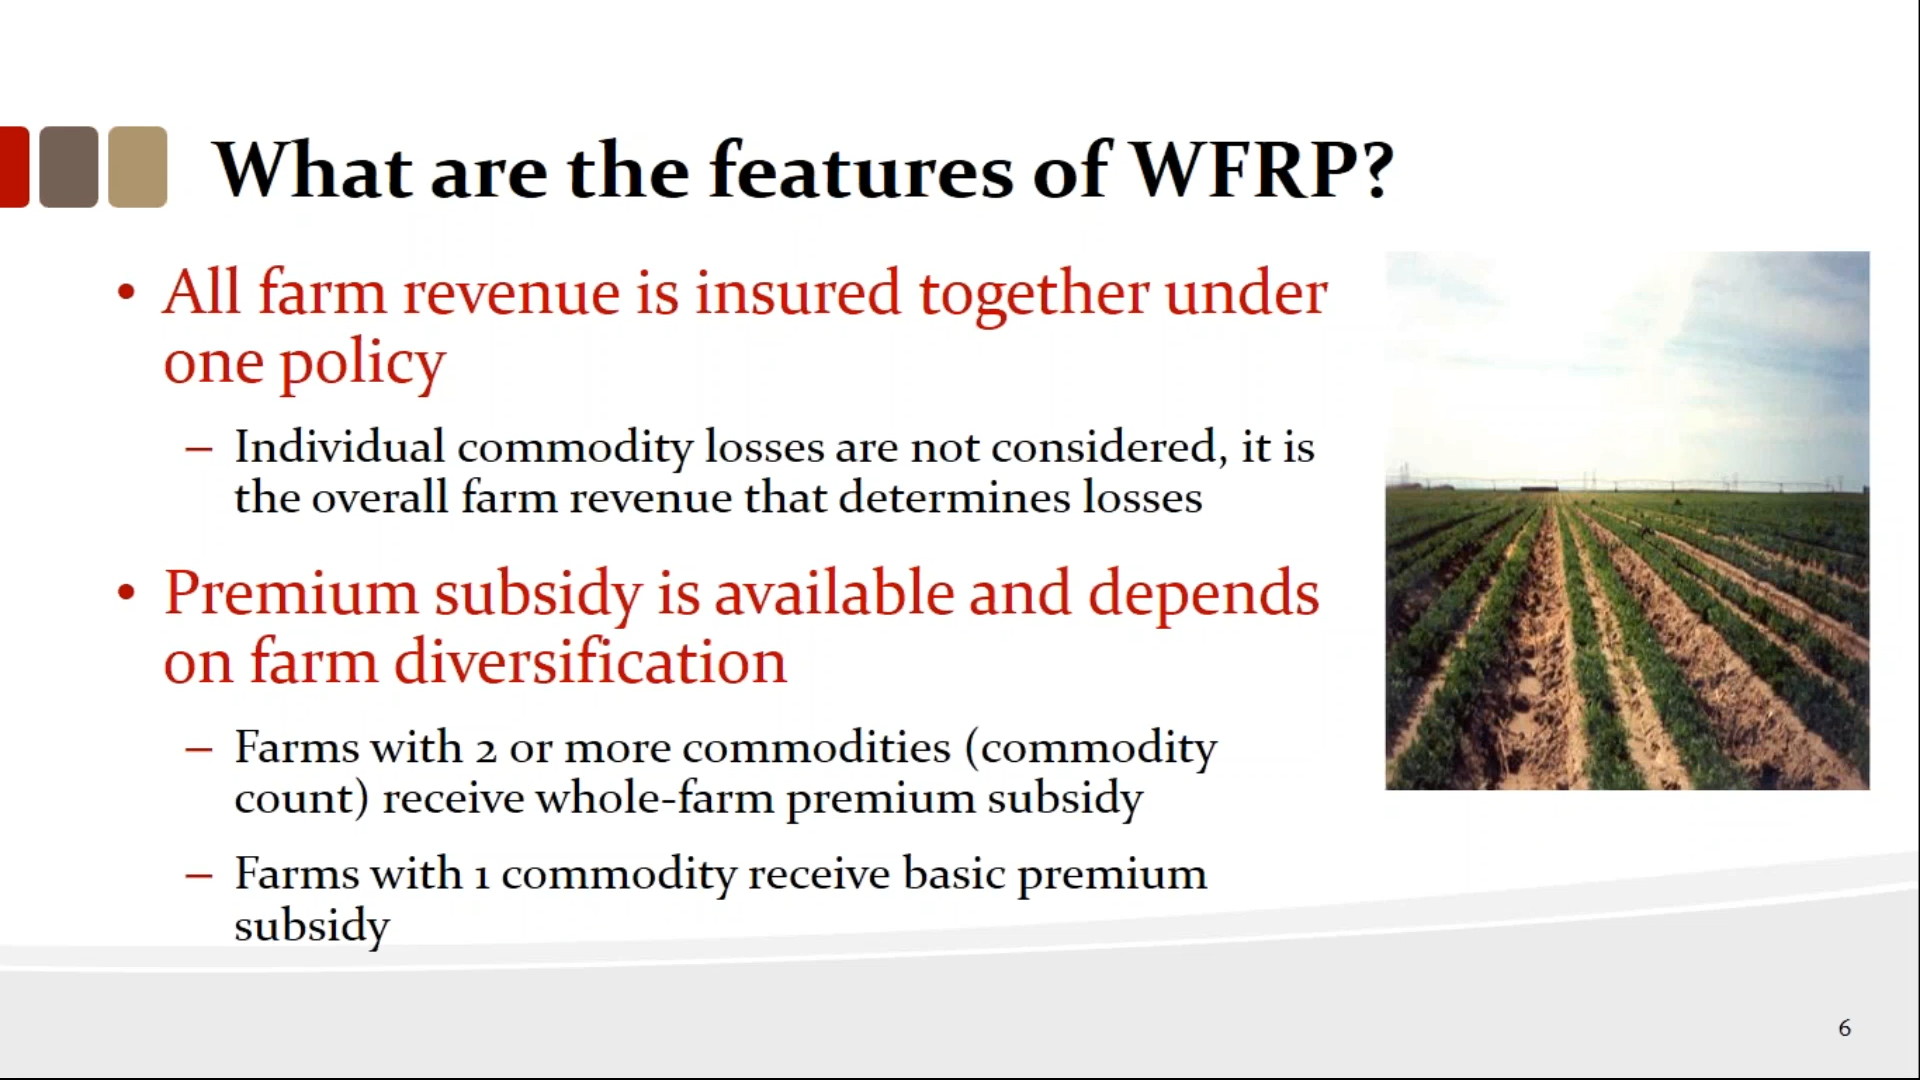 What are the features of WFRP?
• All farm revenue is insured together under
one policy
– Individual commodity losses are not considered, it is
the overall farm revenue that determines losses
• Premium subsidy is available and depends
on farm diversification
– Farms with 2 or more commodities (commodity
count) receive whole-farm premium subsidy
– Farms with 1 commodity receive basic premium
subsidy
6